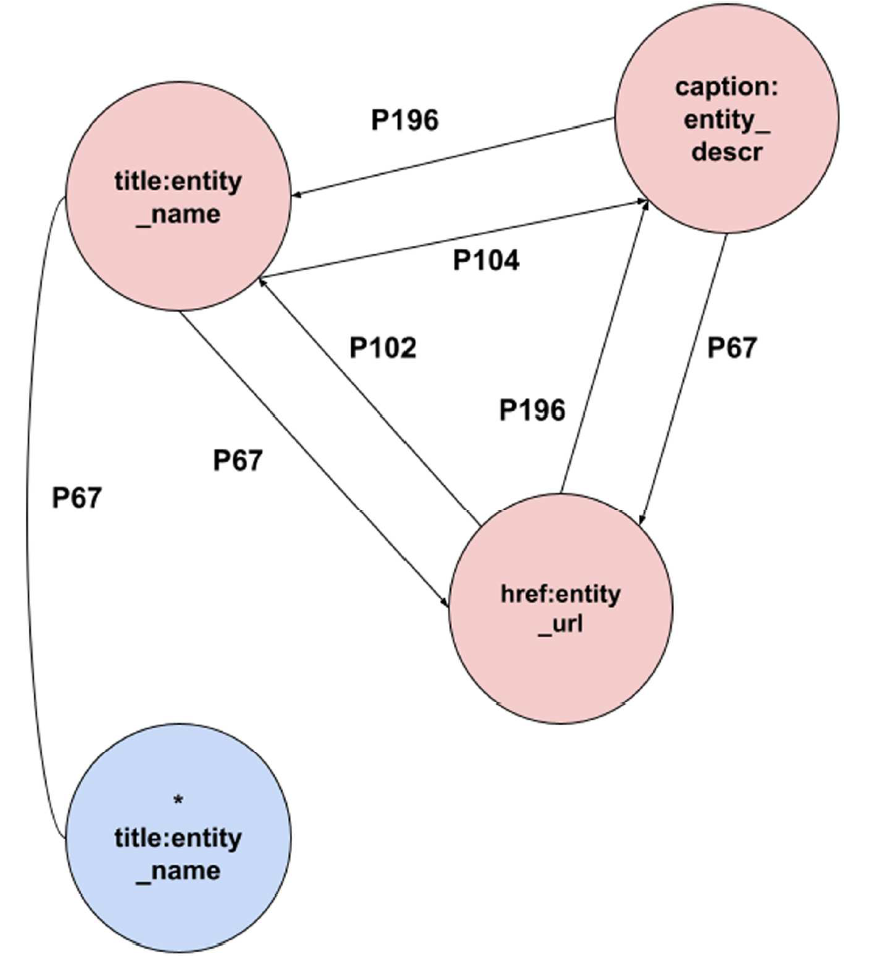 caption:
entity_
descr
P196
title:entity
_name
P104
P102
P67
P196
P67
P67
href:entity
_url
*
title:entity
_name